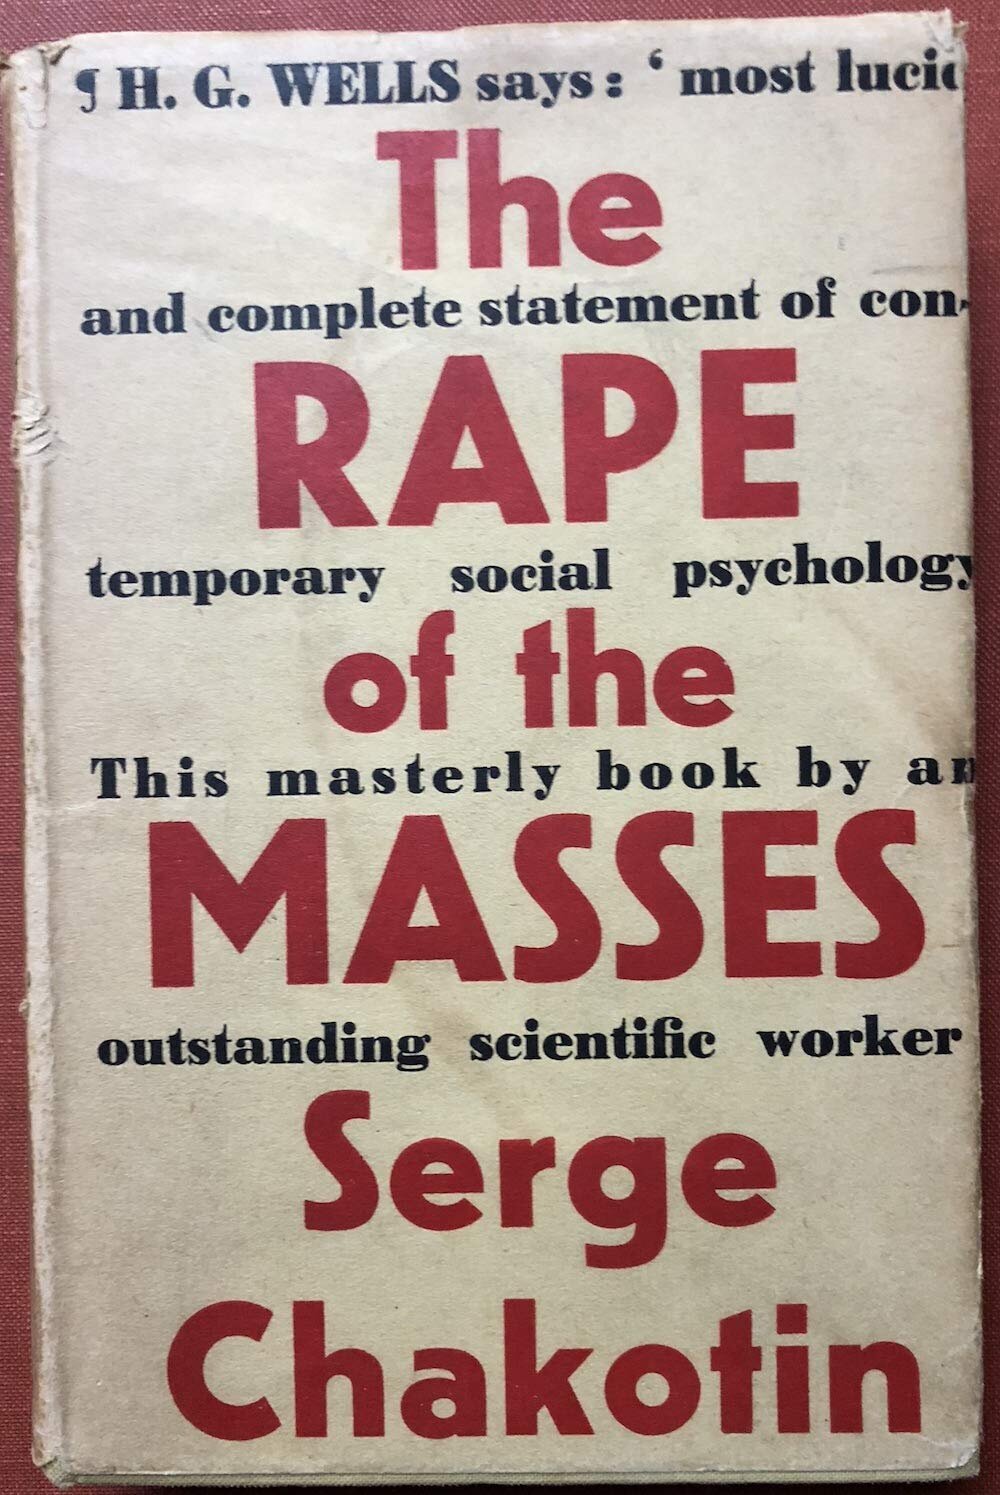 ¶ H. G. WELLS says: ‘ most lucid
The
and complete statement of con-
RAPE
temporary social psychology
of the
This masterly book by an
MASSES
outstanding scientific worker
Serge
Chakotin